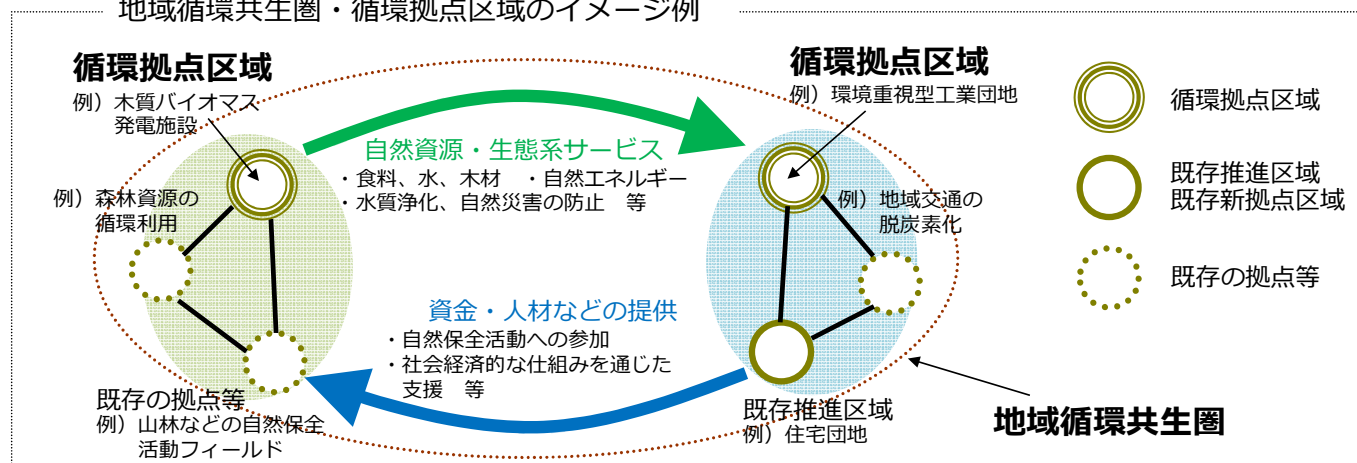 地域循環共生圏・循環拠点区域のイメージ例
循環拠点区域
例）木質バイオマス
発電施設
例）森林資源の
循環利用
自然資源・生態系サービス
・食料、水、木材　・自然エネルギー
・水質浄化、自然災害の防止　等
循環拠点区域
例）環境重視型工業団地
例）地域交通の
脱炭素化
資金・人材などの提供
・自然保全活動への参加
・社会経済的な仕組みを通じた
支援　等
既存の拠点等
例）山林などの自然保全
活動フィールド
既存推進区域
例）住宅団地
地域循環共生圏
循環拠点区域
既存推進区域
既存新拠点区域
既存の拠点等